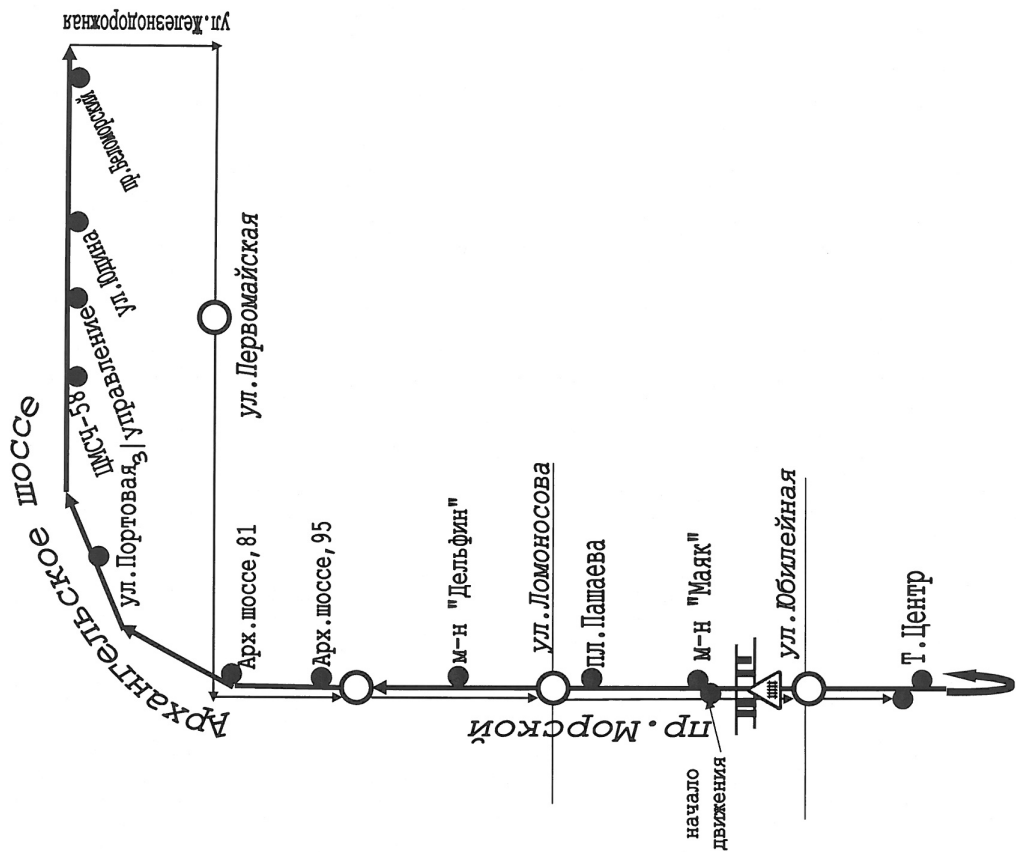 ул.Железнодорожная
пр.Беломорский
ул.Юдина
з/управление
ЦМСЧ-58
ул.Портовая
Архангельское шоссе
ул.Первомайская
Арх.шоссе,81
Арх.шоссе,95
м-н "Дельфин"
ул.Ломоносова
пл.Пашаева
м-н "Маяк"
ул.Юбилейная
Т.Центр
пр.Морской
начало
движения